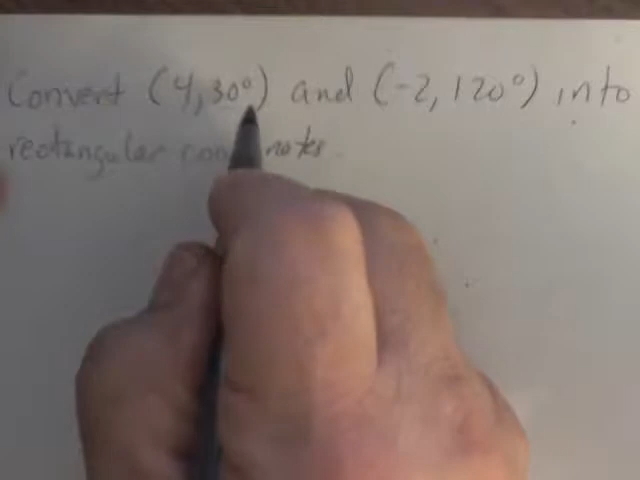 Convert (4, 30°) and (-2, 120°) into
rectangular